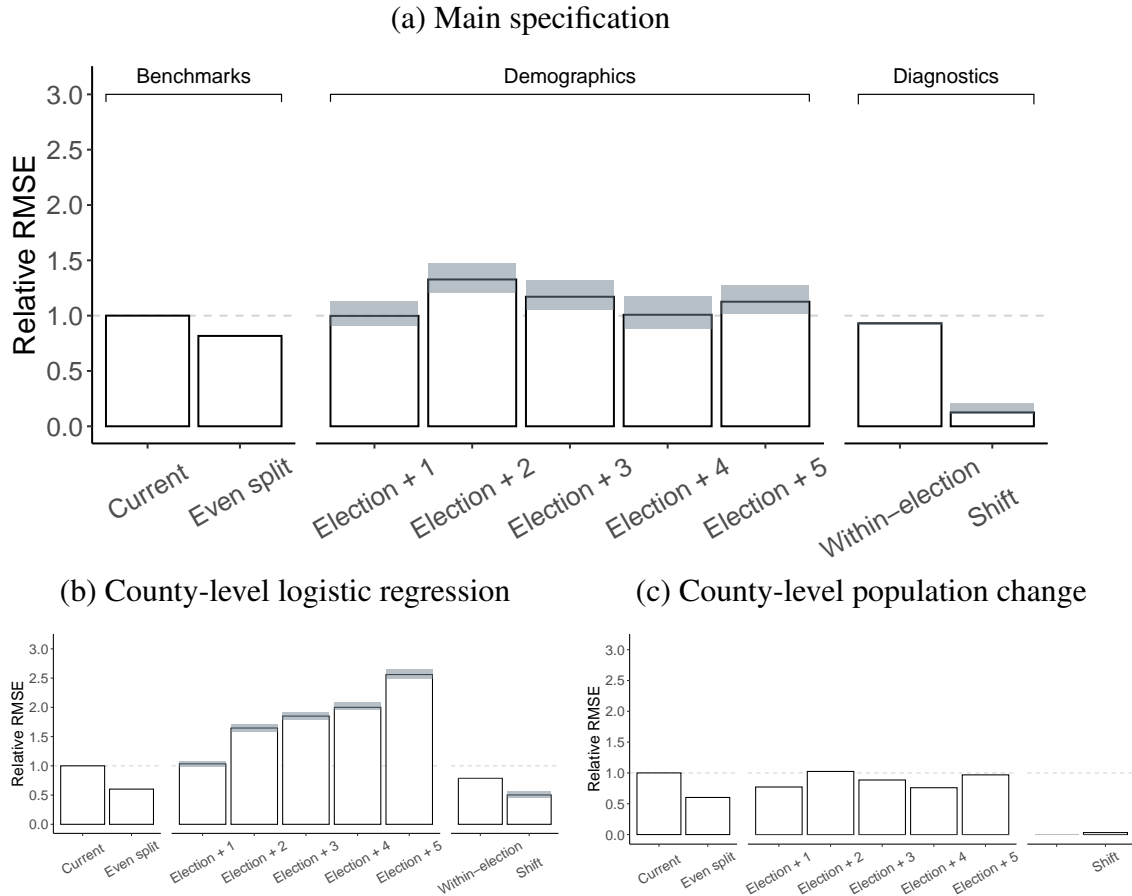 (a) Main specification
Benchmarks Demographics Diagnostics
3.0
2.5
2.0
1.5
1.0
0.5
0.0
Relative RMSE
Current Even split Election + 1 Election + 2 Election + 3 Election + 4 Election + 5 Within−election Shift
(b) County-level logistic regression
3.0
2.5
2.0
1.5
1.0
0.5
0.0
Relative RMSE
Current Even split Election + 1 Election + 2 Election + 3 Election + 4 Election + 5 Within−election Shift
(c) County-level population change
3.0
2.5
2.0
1.5
1.0
0.5
0.0
Relative RMSE
Current Even split Election + 1 Election + 2 Election + 3 Election + 4 Election + 5 Shift